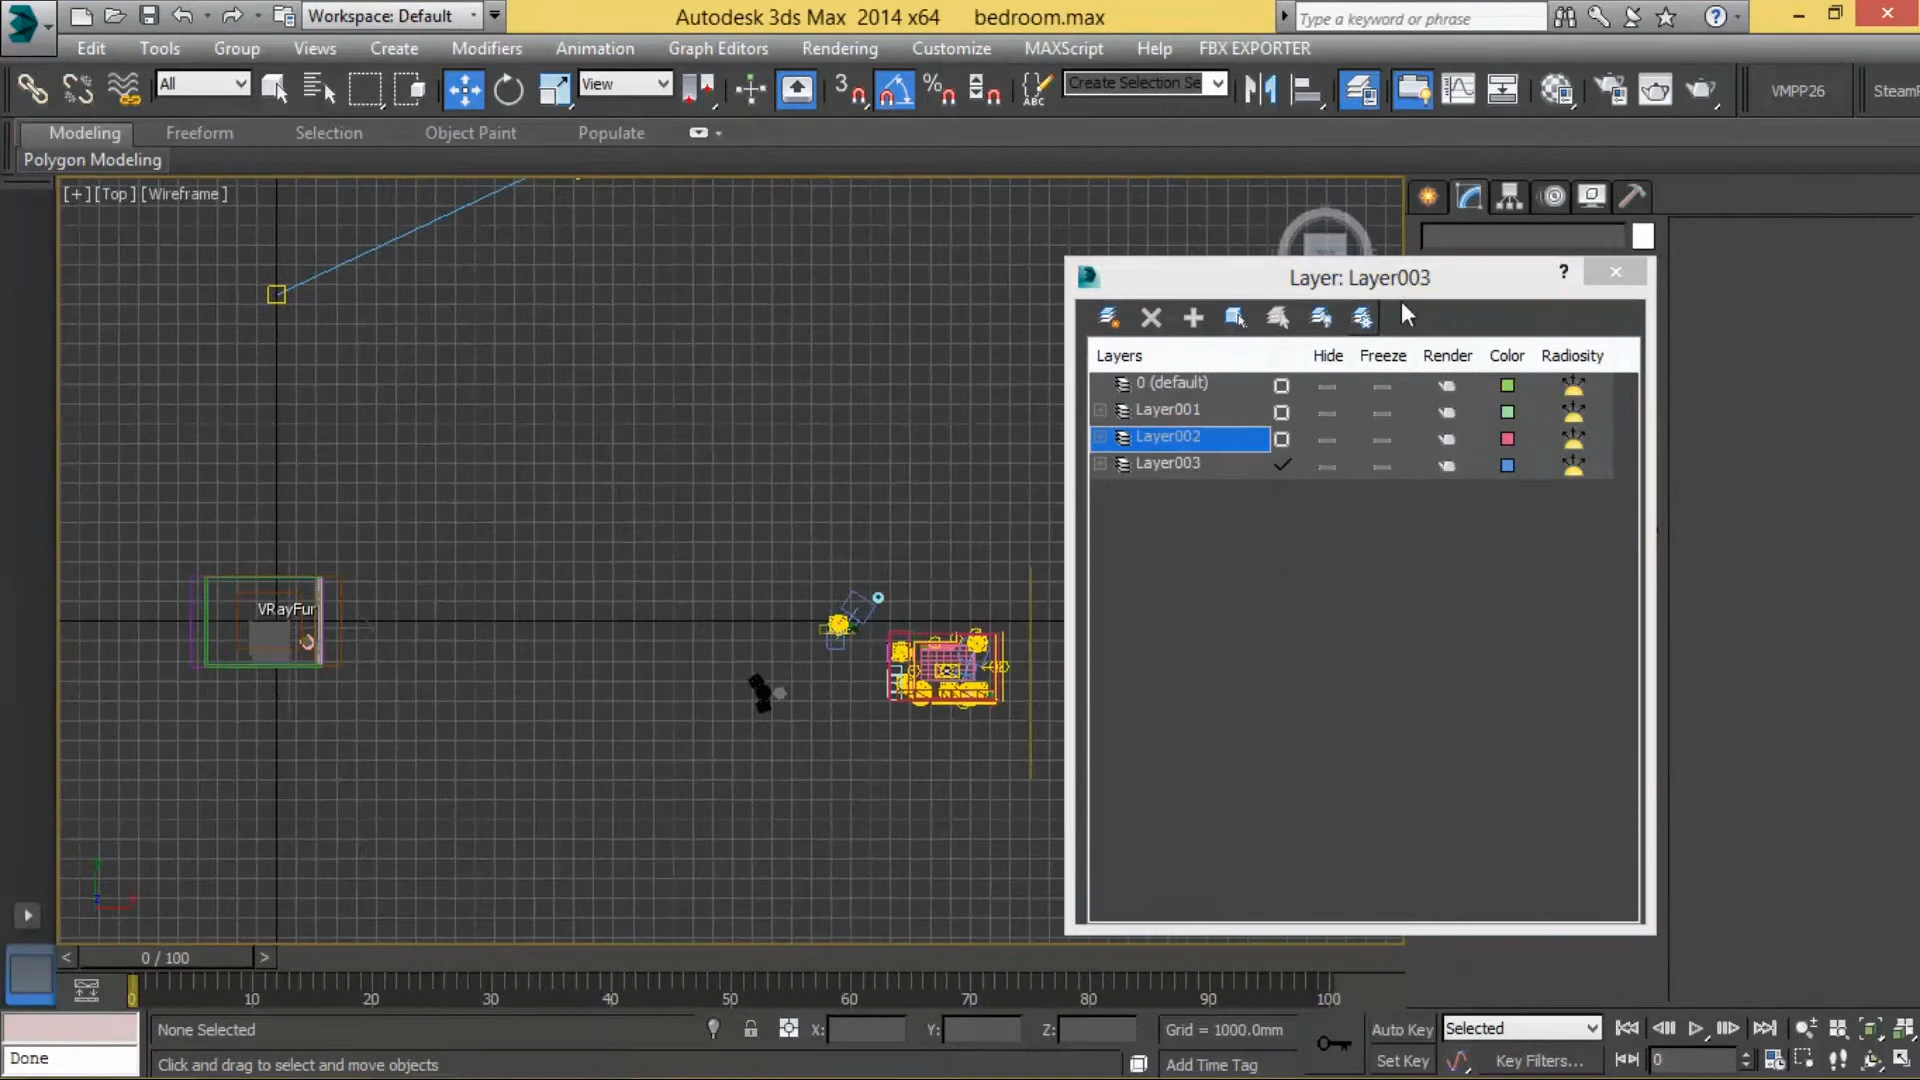 Workspace: Default
Autodesk 3ds Max 2014 x64 bedroom.max
Type a keyword or phrase
Edit Tools Group Views Create Modifiers Animation Graph Editors Rendering Customize MAXScript Help FBX EXPORTER
All View 3 % ABC Create Selection Se VMPP26 Steam
Modeling Freeform Selection Object Paint Populate
Polygon Modeling
[+] [Top] [Wireframe]
Layer: Layer003 ?
Layers Hide Freeze Render Color Radiosity
0 (default)
Layer001
Layer002
Layer003
VRayFur
< 0 / 100 >
10 20 30 40 50 60 70 80 90 100
None Selected X: Y: Z: Grid = 1000.0mm Auto Key Selected
Done Click and drag to select and move objects Add Time Tag Set Key Key Filters... 0